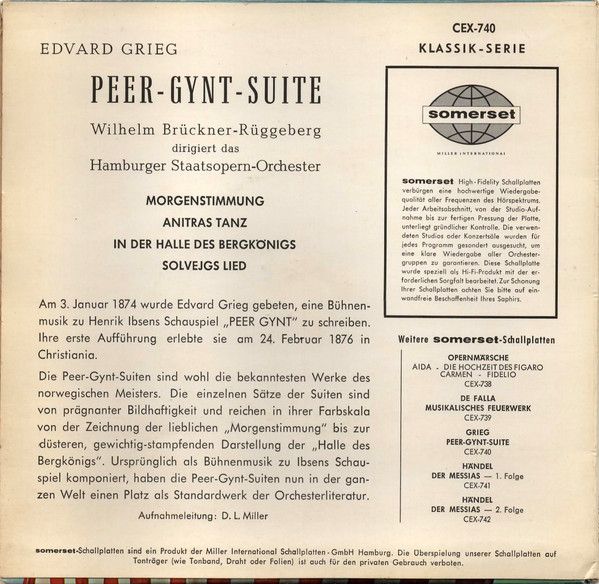 EDVARD GRIEG
PEER-GYNT-SUITE
Wilhelm Brückner-Rüggeberg
dirigiert das
Hamburger Staatsopern-Orchester
MORGENSTIMMUNG
ANITRAS TANZ
IN DER HALLE DES BERGKÖNIGS
SOLVEJGS LIED
Am 3. Januar 1874 wurde Edvard Grieg gebeten, eine Bühnen-
musik zu Henrik Ibsens Schauspiel „PEER GYNT” zu schreiben.
Ihre erste Aufführung erlebte sie am 24. Februar 1876 in
Christiania.
Die Peer-Gynt-Suiten sind wohl die bekanntesten Werke des
norwegischen Meisters. Die einzelnen Sätze der Suiten sind
von prägnanter Bildhaftigkeit und reichen in ihrer Farbskala
von der Zeichnung der lieblichen „Morgenstimmung” bis zur
düsteren, gewichtig-stampfenden Darstellung der „Halle des
Bergkönigs”. Ursprünglich als Bühnenmusik zu Ibsens Schau-
spiel komponiert, haben die Peer-Gynt-Suiten nun in der gan-
zen Welt einen Platz als Standardwerk der Orchesterliteratur.
Aufnahmeleitung: D. L. Miller
CEX-740
KLASSIK-SERIE
somerset
MILLER INTERNATIONAL
somerset High-Fidelity Schallplatten
verbürgen eine hochwertige Wiedergabe-
qualität aller Frequenzen des Hörspektrums.
Jeder Arbeitsabschnitt, von der Studio-Auf-
nahme bis zur fertigen Pressung der Platte,
unterliegt gründlicher Kontrolle. Die verwen-
deten Studios oder Konzertsäle wurden für
jedes Programm gesondert ausgesucht, um
eine klare Wiedergabe aller Orchester-
gruppen zu garantieren. Diese Schallplatte
wurde speziell als Hi-Fi-Produkt mit der er-
forderlichen Sorgfalt bearbeitet. Zur Schonung
Ihrer Schallplatten achten Sie bitte auf ein-
wandfreie Beschaffenheit Ihres Saphirs.
Weitere somerset-Schallplatten
OPERNMÄRSCHE
AIDA - DIE HOCHZEIT DES FIGARO
CARMEN - FIDELIO
CEX-738
DE FALLA
MUSIKALISCHES FEUERWERK
CEX-739
GRIEG
PEER-GYNT-SUITE
CEX-740
HÄNDEL
DER MESSIAS — 1. Folge
CEX-741
HÄNDEL
DER MESSIAS — 2. Folge
CEX-742
somerset-Schallplatten sind ein Produkt der Miller International Schallplatten-GmbH Hamburg. Die Überspielung unserer Schallplatten auf
Tonträger (wie Tonband, Draht oder Folien) ist auch für den privaten Gebrauch verboten.